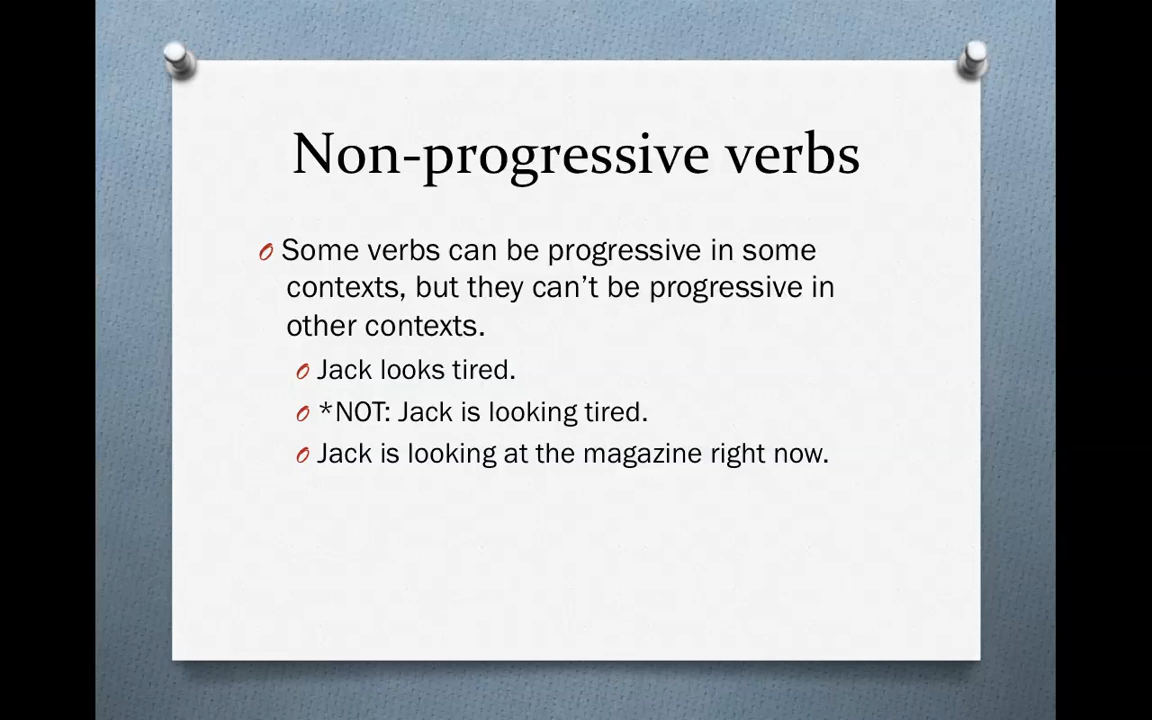 Non-progressive verbs
Some verbs can be progressive in some
contexts, but they can’t be progressive in
other contexts.
Jack looks tired.
*NOT: Jack is looking tired.
Jack is looking at the magazine right now.